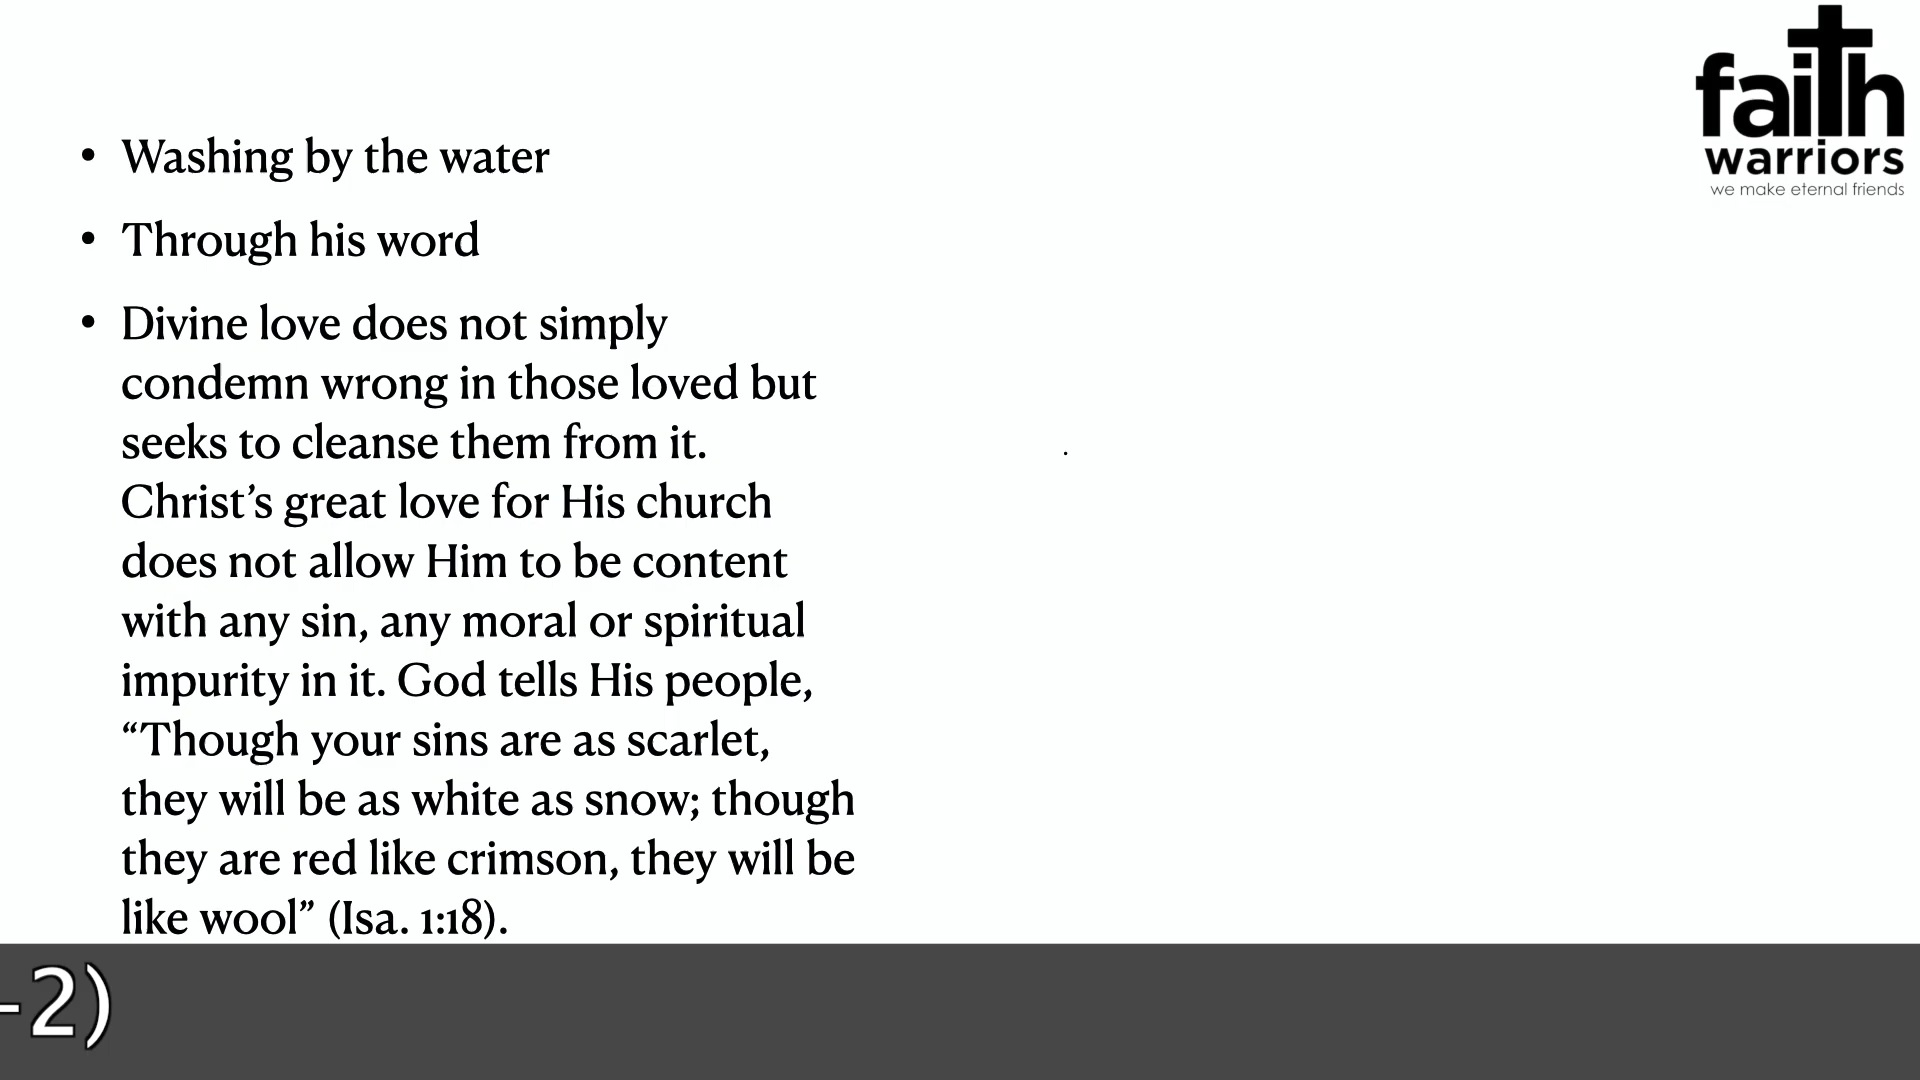 faith
warriors
we make eternal friends
• Washing by the water
• Through his word
• Divine love does not simply
condemn wrong in those loved but
seeks to cleanse them from it.
Christ’s great love for His church
does not allow Him to be content
with any sin, any moral or spiritual
impurity in it. God tells His people,
“Though your sins are as scarlet,
they will be as white as snow; though
they are red like crimson, they will be
like wool” (Isa. 1:18).
-2)